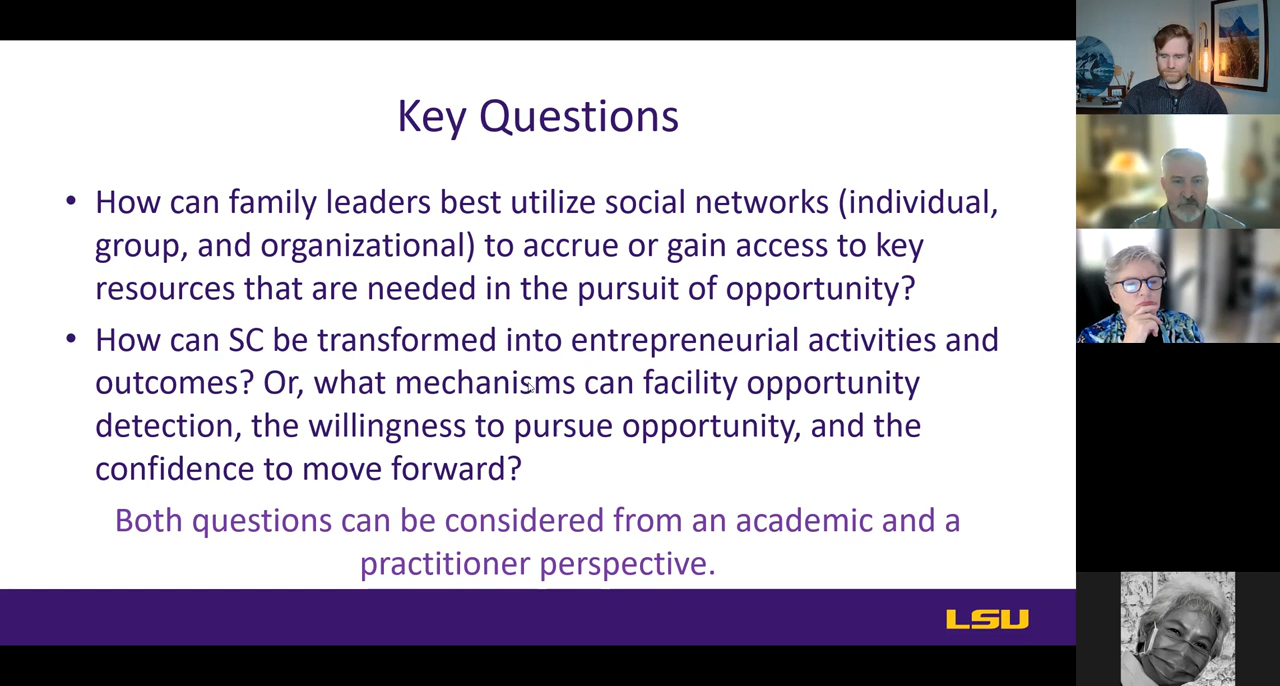 Key Questions
• How can family leaders best utilize social networks (individual,
group, and organizational) to accrue or gain access to key
resources that are needed in the pursuit of opportunity?
• How can SC be transformed into entrepreneurial activities and
outcomes? Or, what mechanisms can facility opportunity
detection, the willingness to pursue opportunity, and the
confidence to move forward?
Both questions can be considered from an academic and a
practitioner perspective.
LSU